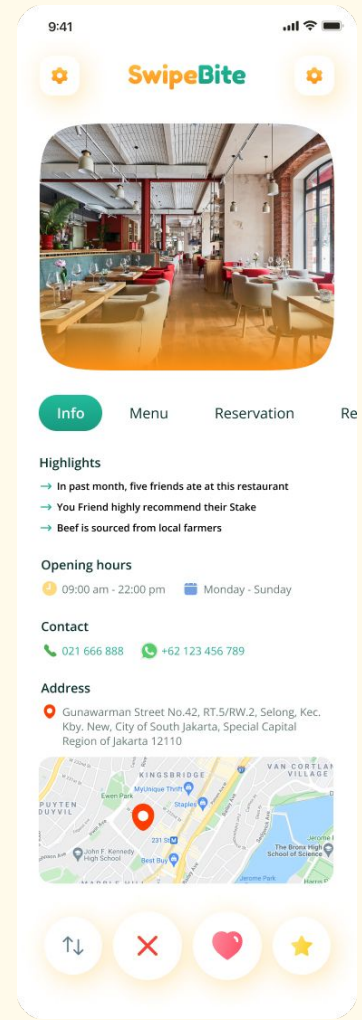 9:41
SwipeBite
Info Menu Reservation Re
Highlights
→ In past month, five friends ate at this restaurant
→ You Friend highly recommend their Stake
→ Beef is sourced from local farmers
Opening hours
09:00 am - 22:00 pm Monday - Sunday
Contact
021 666 888 +62 123 456 789
Address
Gunawarman Street No.42, RT.5/RW.2, Selong, Kec.
Kby. New, City of South Jakarta, Special Capital
Region of Jakarta 12110
KINGSBRIDGE
VAN CORTLAN
VILLAGE
MyUnique Thrift
Ewen Park
Staples
PUYTEN
DUYVIL
231 St
John F. Kennedy
High School
Best Buy
Jerome
The Bronx High
School of Science
Jerome Park